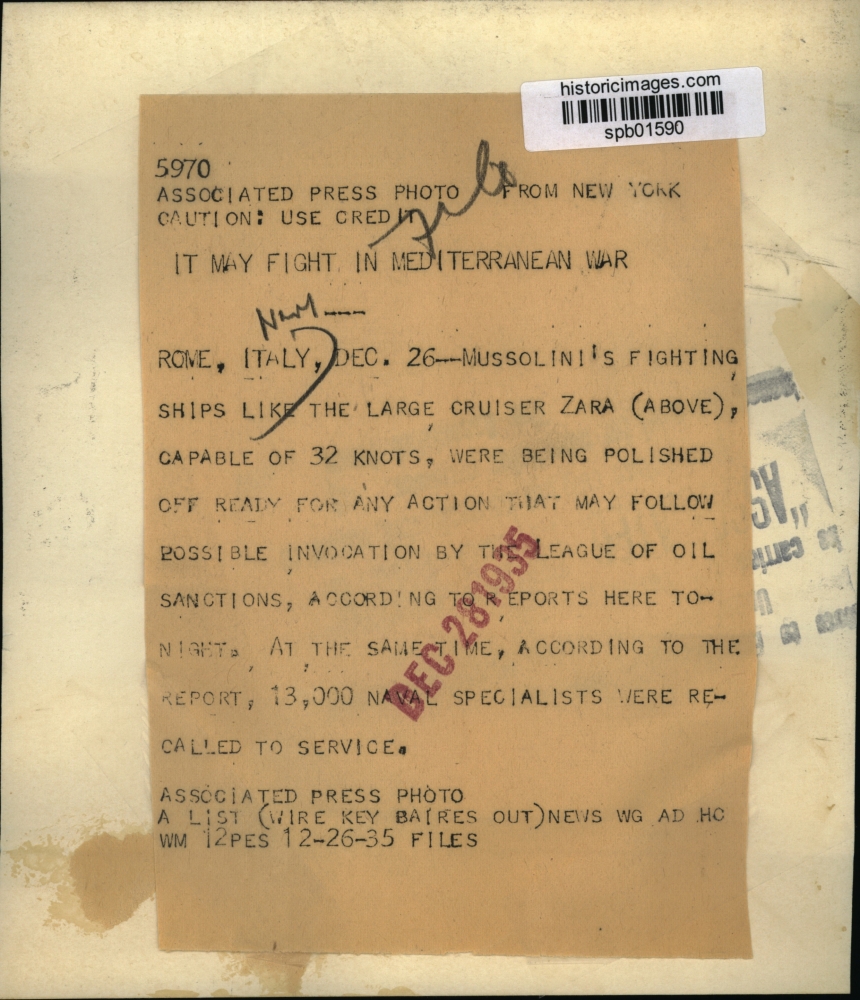 historicimages.com
spb01590
5970
ASSOCIATED PRESS PHOTO FROM NEW YORK
CAUTION: USE CREDIT
IT MAY FIGHT IN MEDITERRANEAN WAR
ROME, ITALY, DEC. 26--MUSSOLINI'S FIGHTING
SHIPS LIKE THE LARGE CRUISER ZARA (ABOVE),
CAPABLE OF 32 KNOTS, WERE BEING POLISHED
OFF READY FOR ANY ACTION THAT MAY FOLLOW
POSSIBLE INVOCATION BY THE LEAGUE OF OIL
SANCTIONS, ACCORDING TO REPORTS HERE TO-
NIGHT. AT THE SAME TIME, ACCORDING TO THE
REPORT, 13,000 NAVAL SPECIALISTS WERE RE-
CALLED TO SERVICE.
DEC 28 1935
ASSOCIATED PRESS PHOTO
A LIST (WIRE KEY BAIRES OUT)NEWS WG AD HC
WM 12PES 12-26-35 FILES